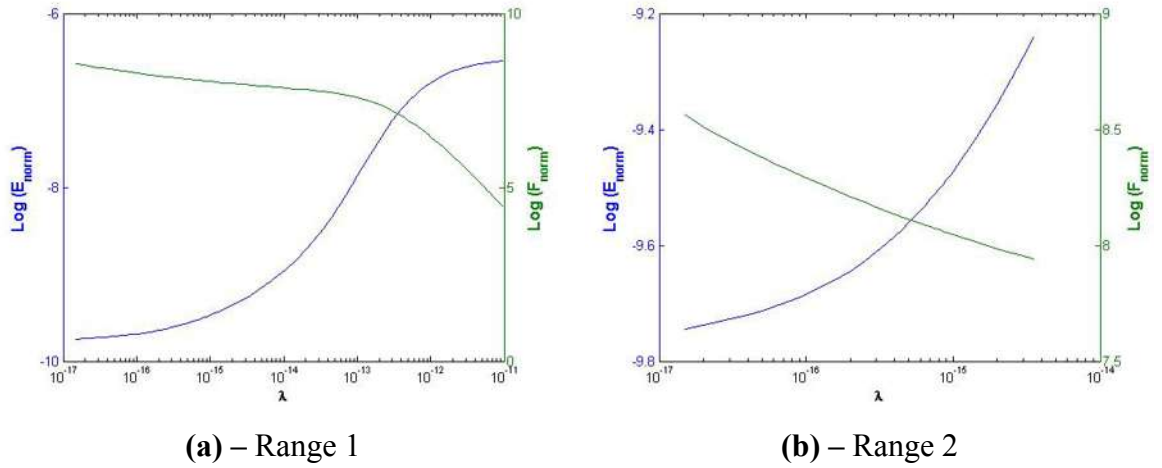 -6
-8
-10
Log (E_norm)
10
5
0
Log (F_norm)
10^-17 10^-16 10^-15 10^-14 10^-13 10^-12 10^-11
λ
-9.2
-9.4
-9.6
-9.8
Log (E_norm)
9
8.5
8
7.5
Log (F_norm)
10^-17 10^-16 10^-15 10^-14
λ
(a) – Range 1
(b) – Range 2